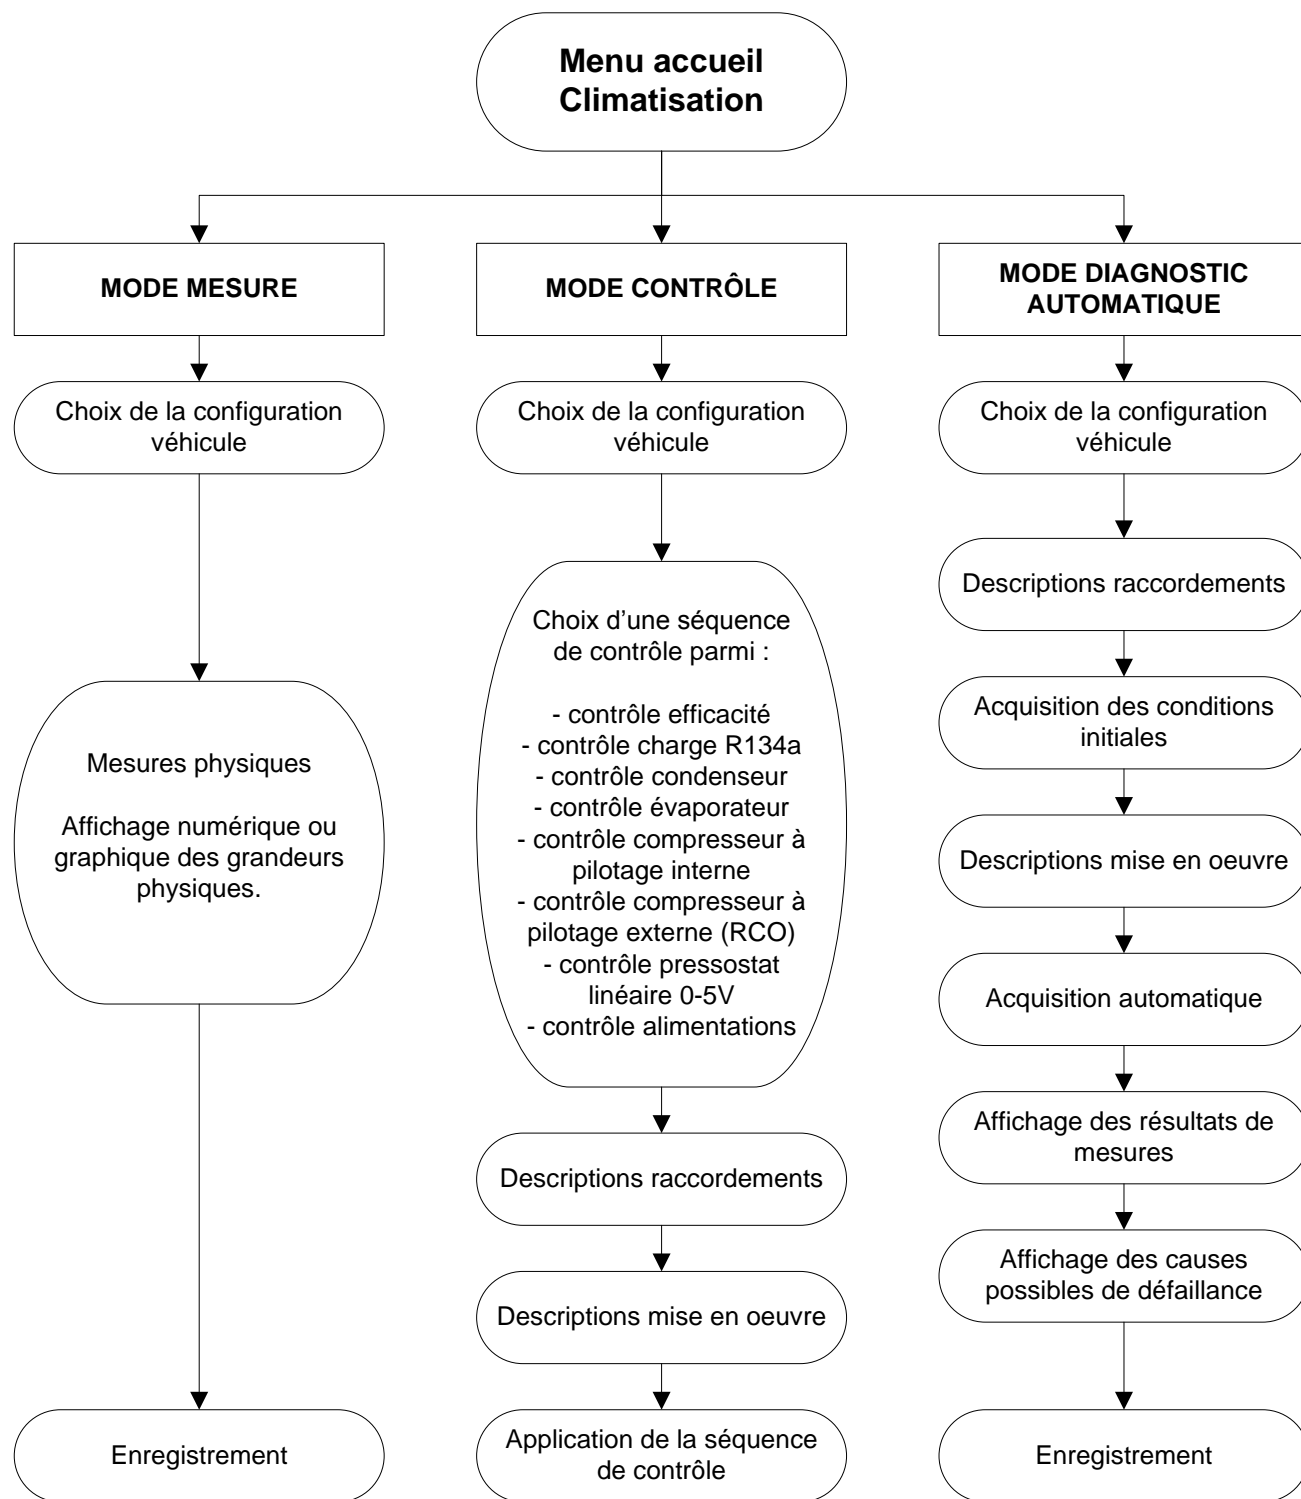 Menu accueil
Climatisation
MODE MESURE
Choix de la configuration
véhicule
Mesures physiques
Affichage numérique ou
graphique des grandeurs
physiques.
Enregistrement
MODE CONTRÔLE
Choix de la configuration
véhicule
Choix d'une séquence
de contrôle parmi :
- contrôle efficacité
- contrôle charge R134a
- contrôle condenseur
- contrôle évaporateur
- contrôle compresseur à
pilotage interne
- contrôle compresseur à
pilotage externe (RCO)
- contrôle pressostat
linéaire 0-5V
- contrôle alimentations
Descriptions raccordements
Descriptions mise en oeuvre
Application de la séquence
de contrôle
MODE DIAGNOSTIC
AUTOMATIQUE
Choix de la configuration
véhicule
Descriptions raccordements
Acquisition des conditions
initiales
Descriptions mise en oeuvre
Acquisition automatique
Affichage des résultats de
mesures
Affichage des causes
possibles de défaillance
Enregistrement